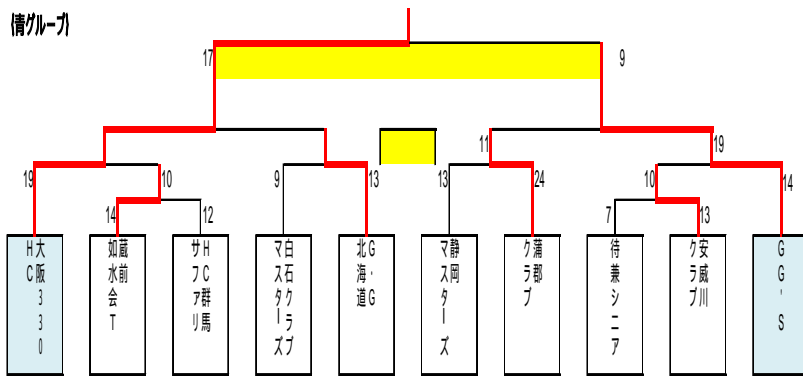 (青グループ)
17
9
11
19
19
10
9
13
13
24
10
14
14
12
7
13
大阪330
HC
蔵前
如水会T
HC群馬
サファリ
白石クラブ
マスターズ
G・G
北海道
静岡
マスターズ
蒲郡
クラブ
待兼シニア
安威川
クラブ
GG'S